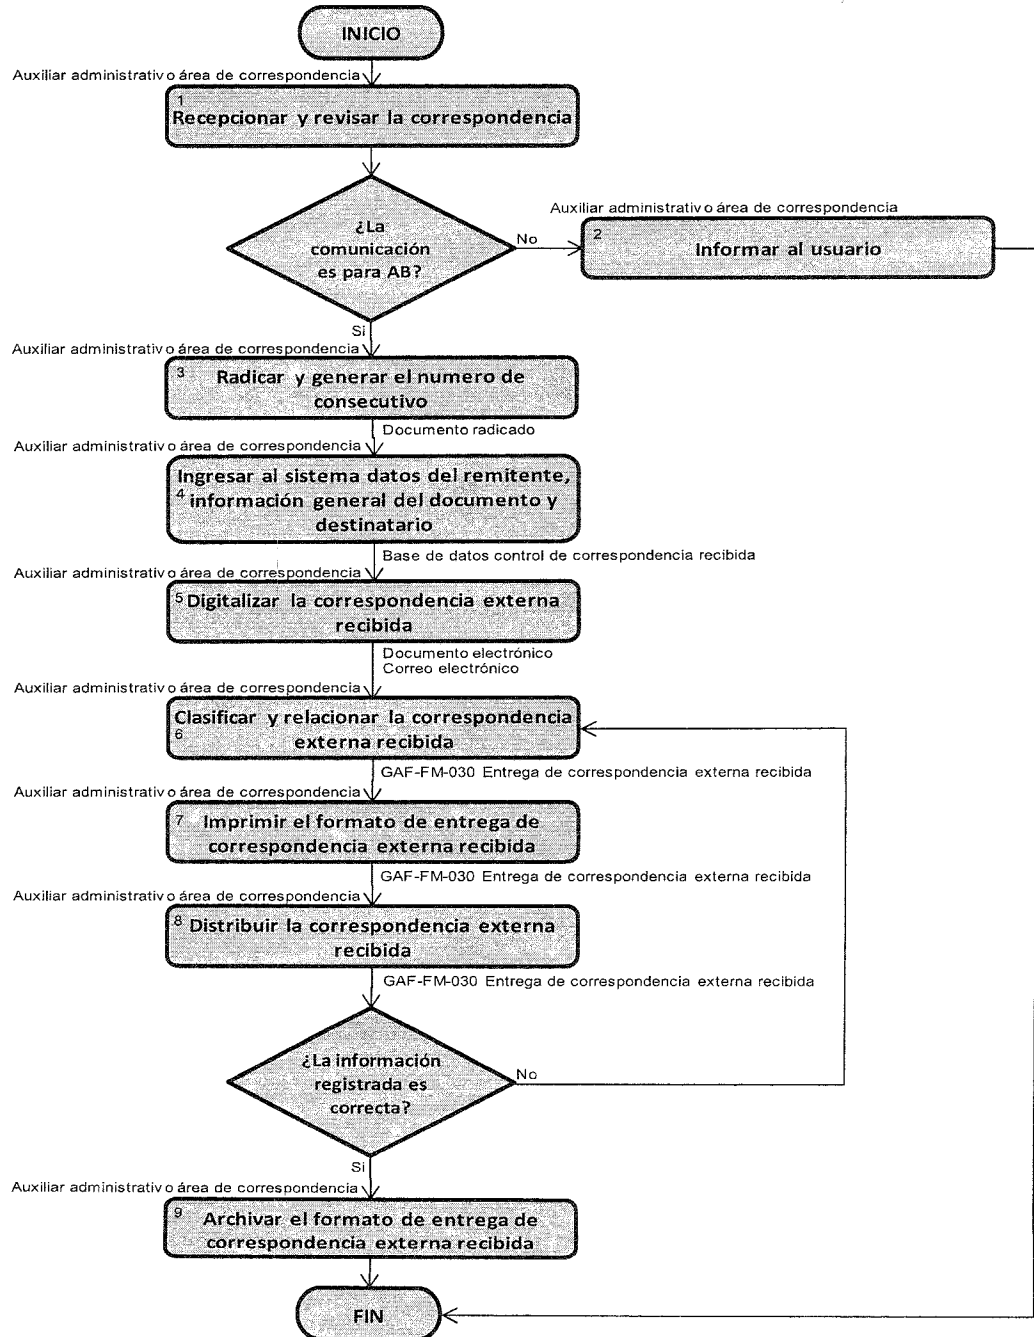 INICIO
Auxiliar administrativo área de correspondencia
1
Recepcionar y revisar la correspondencia
¿La
comunicación
es para AB?
No
Auxiliar administrativo área de correspondencia
2
Informar al usuario
Si
Auxiliar administrativo área de correspondencia
3 Radicar y generar el numero de
consecutivo
Documento radicado
Auxiliar administrativo área de correspondencia
Ingresar al sistema datos del remitente,
4 información general del documento y
destinatario
Base de datos control de correspondencia recibida
Auxiliar administrativo área de correspondencia
5 Digitalizar la correspondencia externa
recibida
Documento electrónico
Correo electrónico
Auxiliar administrativo área de correspondencia
Clasificar y relacionar la correspondencia
6 externa recibida
GAF-FM-030 Entrega de correspondencia externa recibida
Auxiliar administrativo área de correspondencia
7 Imprimir el formato de entrega de
correspondencia externa recibida
GAF-FM-030 Entrega de correspondencia externa recibida
Auxiliar administrativo área de correspondencia
8 Distribuir la correspondencia externa
recibida
GAF-FM-030 Entrega de correspondencia externa recibida
¿La información
registrada es
correcta?
No
Si
Auxiliar administrativo área de correspondencia
9 Archivar el formato de entrega de
correspondencia externa recibida
FIN